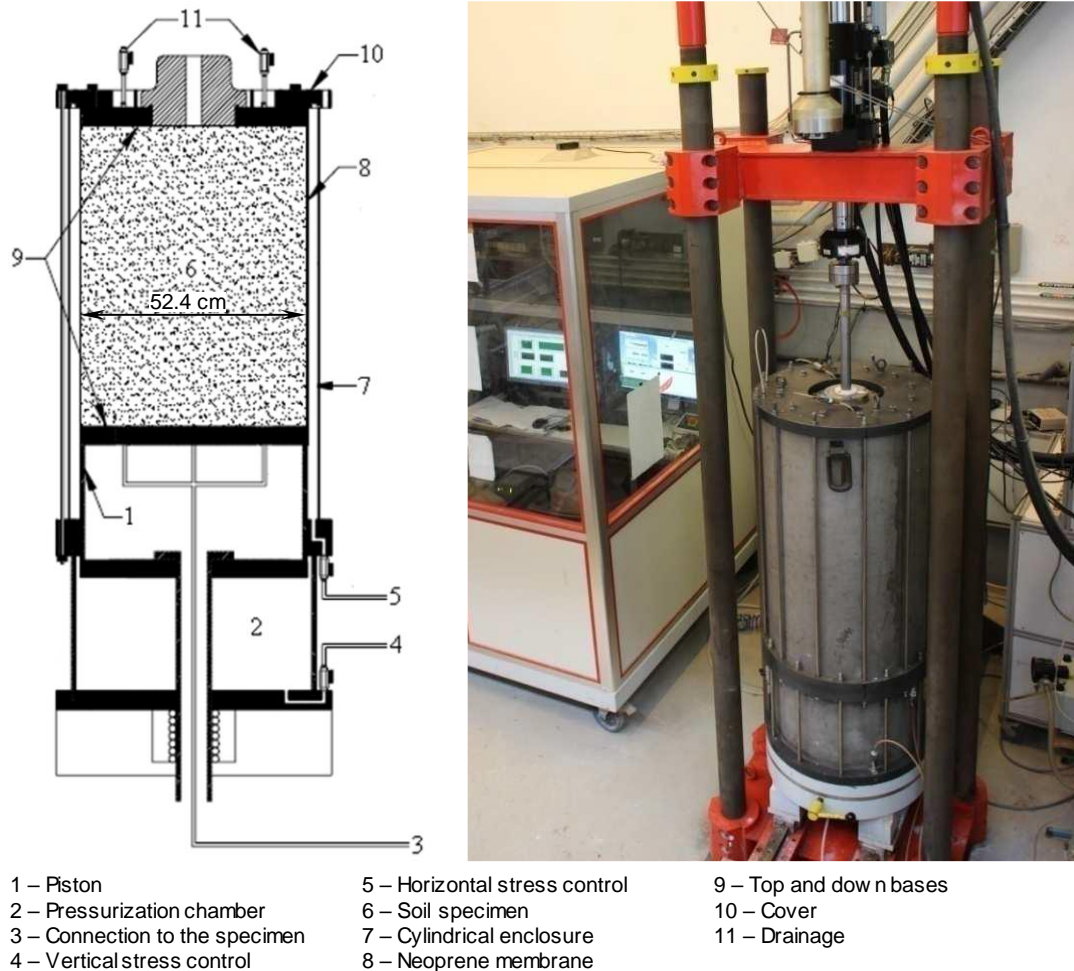 11
10
8
9
6
52.4 cm
7
1
5
2
4
3
1 – Piston
2 – Pressurization chamber
3 – Connection to the specimen
4 – Vertical stress control
5 – Horizontal stress control
6 – Soil specimen
7 – Cylindrical enclosure
8 – Neoprene membrane
9 – Top and down bases
10 – Cover
11 – Drainage